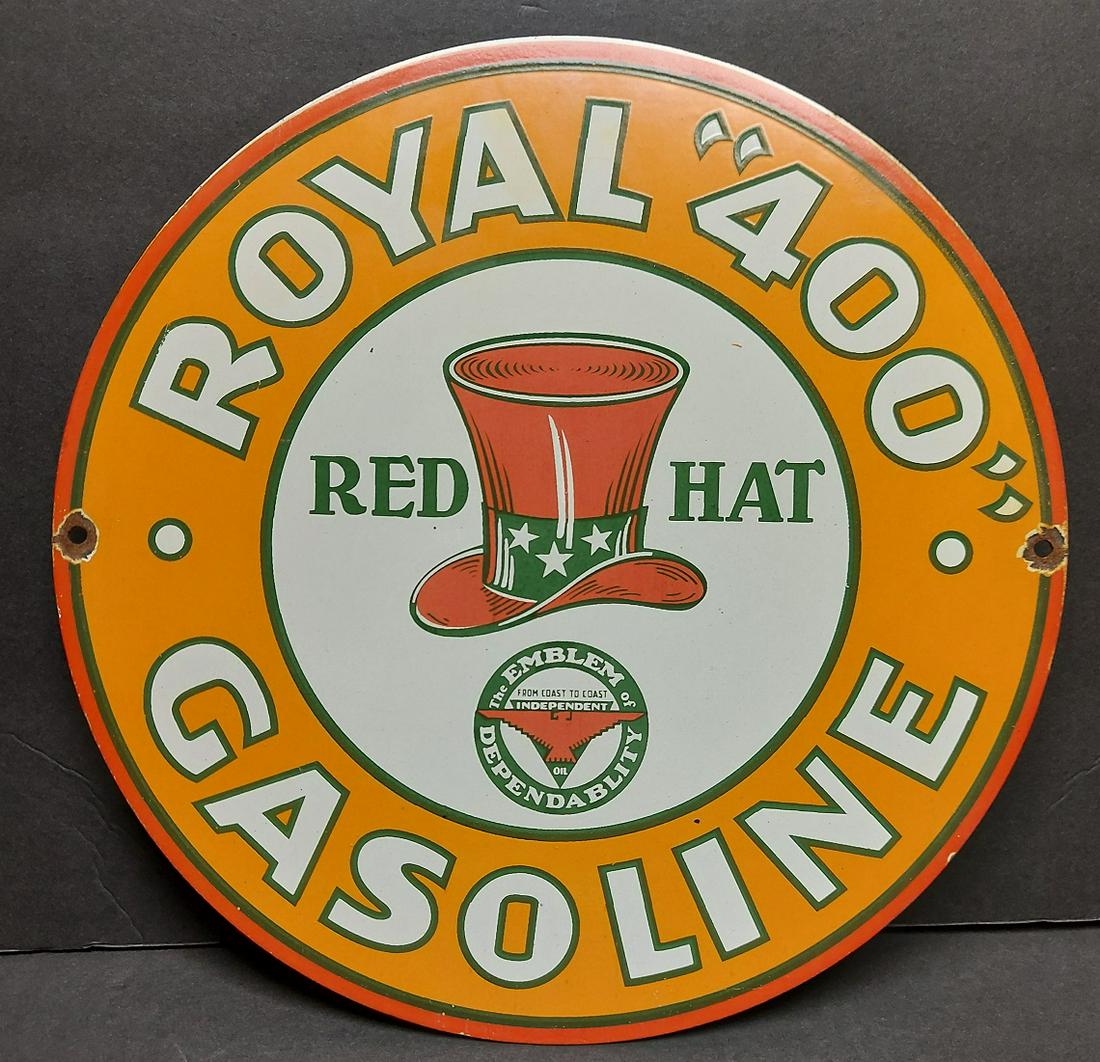 ROYAL "400"
RED HAT
The EMBLEM of
FROM COAST TO COAST
INDEPENDENT
OIL
DEPENDABLITY
GASOLINE